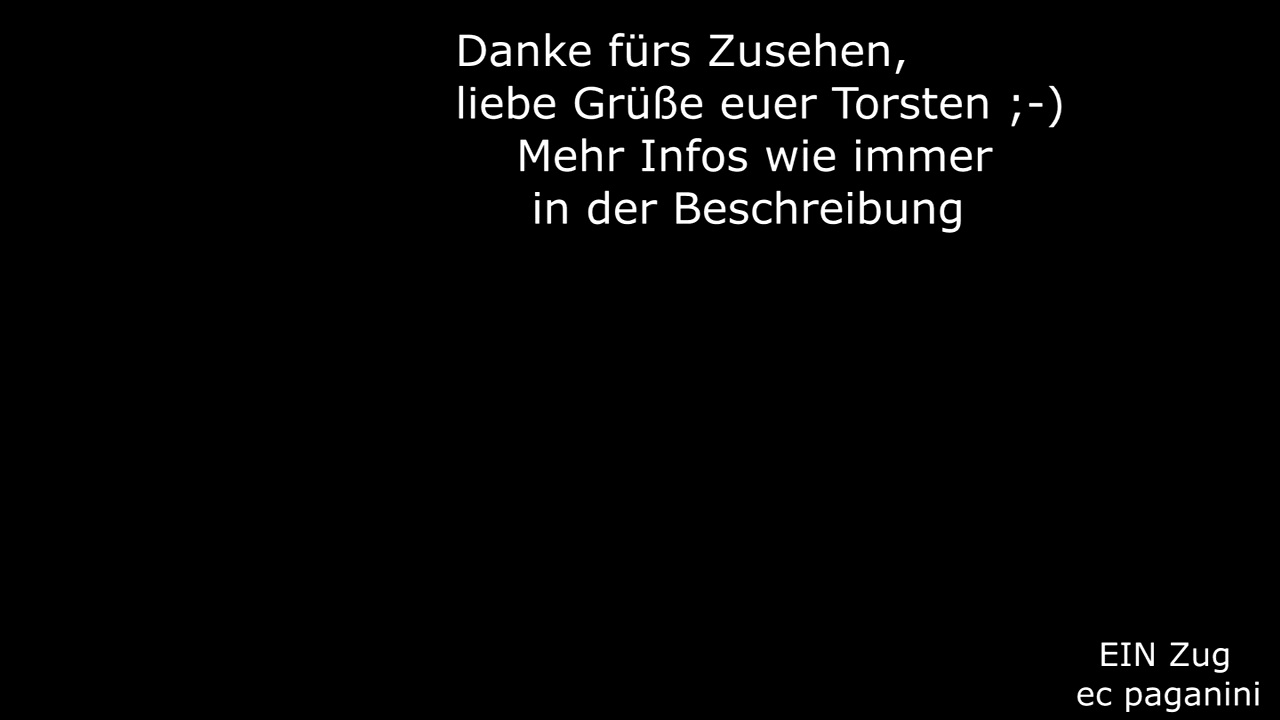 Danke fürs Zusehen,
liebe Grüße euer Torsten ;-)
Mehr Infos wie immer
in der Beschreibung
EIN Zug
ec paganini